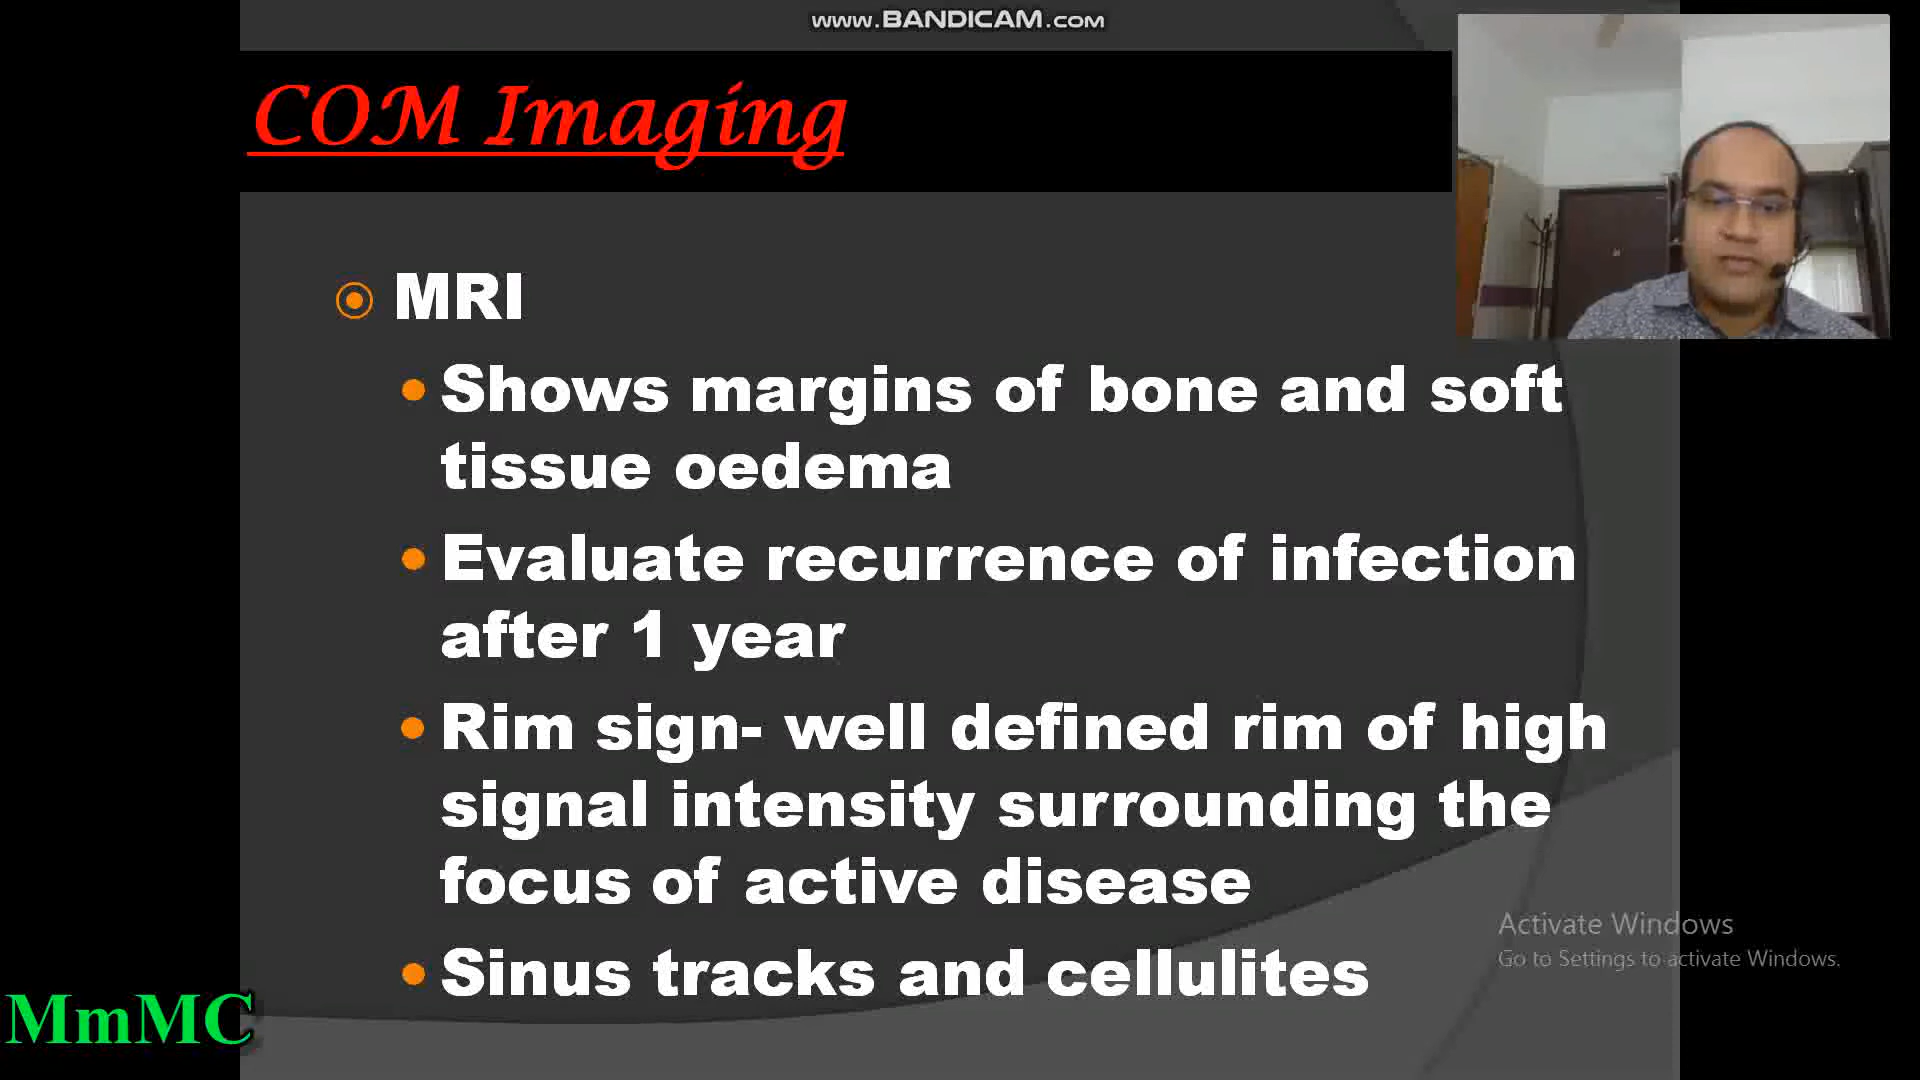 www.BANDICAM.com
COM Imaging
MRI
Shows margins of bone and soft
tissue oedema
Evaluate recurrence of infection
after 1 year
Rim sign- well defined rim of high
signal intensity surrounding the
focus of active disease
Sinus tracks and cellulites
Activate Windows
Go to Settings to activate Windows.
MmMC